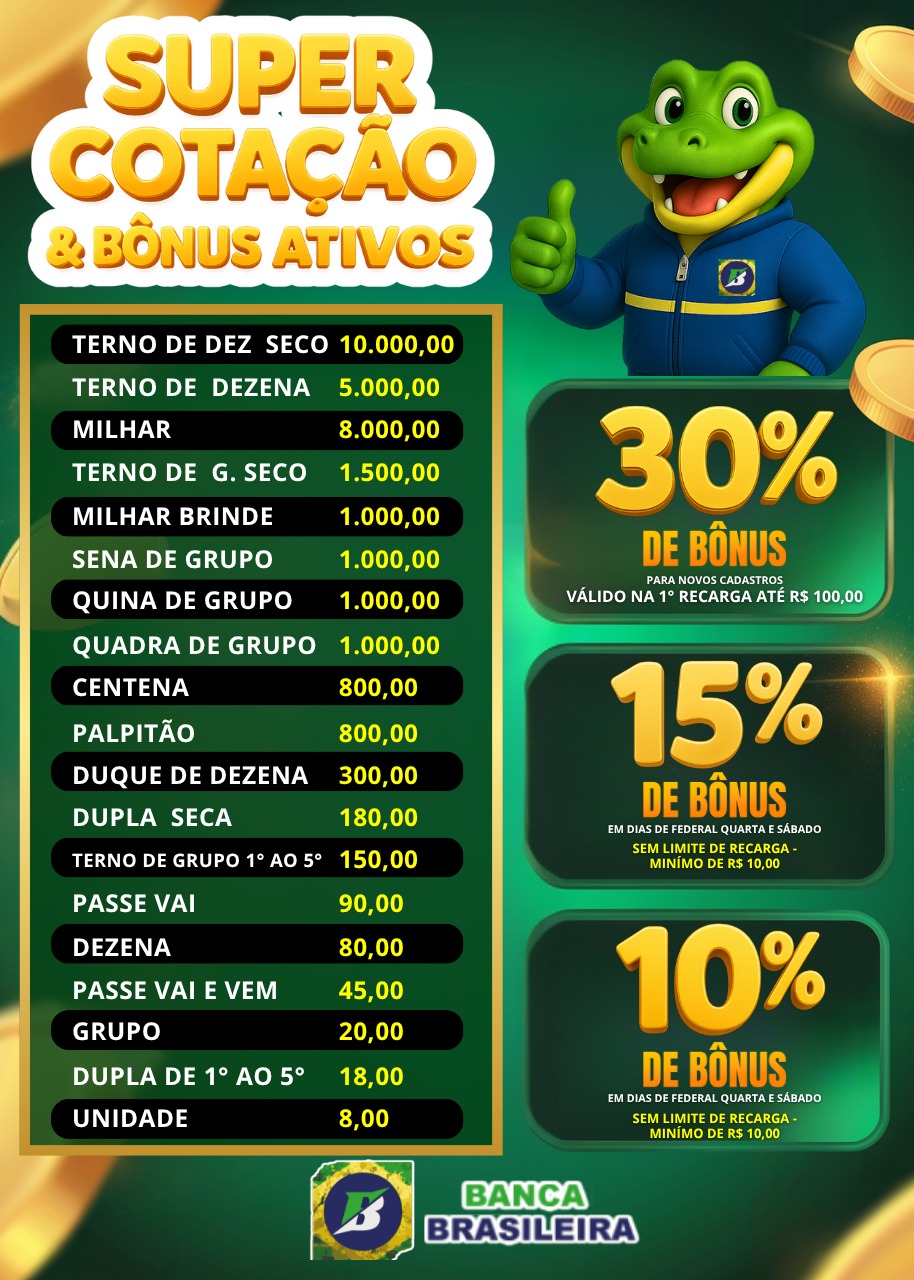 SUPER
COTAÇÃO
& BÔNUS ATIVOS
TERNO DE DEZ SECO 10.000,00
TERNO DE DEZENA 5.000,00
MILHAR 8.000,00
TERNO DE G. SECO 1.500,00
MILHAR BRINDE 1.000,00
SENA DE GRUPO 1.000,00
QUINA DE GRUPO 1.000,00
QUADRA DE GRUPO 1.000,00
CENTENA 800,00
PALPITÃO 800,00
DUQUE DE DEZENA 300,00
DUPLA SECA 180,00
TERNO DE GRUPO 1° AO 5° 150,00
PASSE VAI 90,00
DEZENA 80,00
PASSE VAI E VEM 45,00
GRUPO 20,00
DUPLA DE 1° AO 5° 18,00
UNIDADE 8,00
30%
DE BÔNUS
PARA NOVOS CADASTROS
VÁLIDO NA 1° RECARGA ATÉ R$ 100,00
15%
DE BÔNUS
EM DIAS DE FEDERAL QUARTA E SÁBADO
SEM LIMITE DE RECARGA -
MINÍMO DE R$ 10,00
10%
DE BÔNUS
EM DIAS DE FEDERAL QUARTA E SÁBADO
SEM LIMITE DE RECARGA -
MINÍMO DE R$ 10,00
BANCA
BRASILEIRA